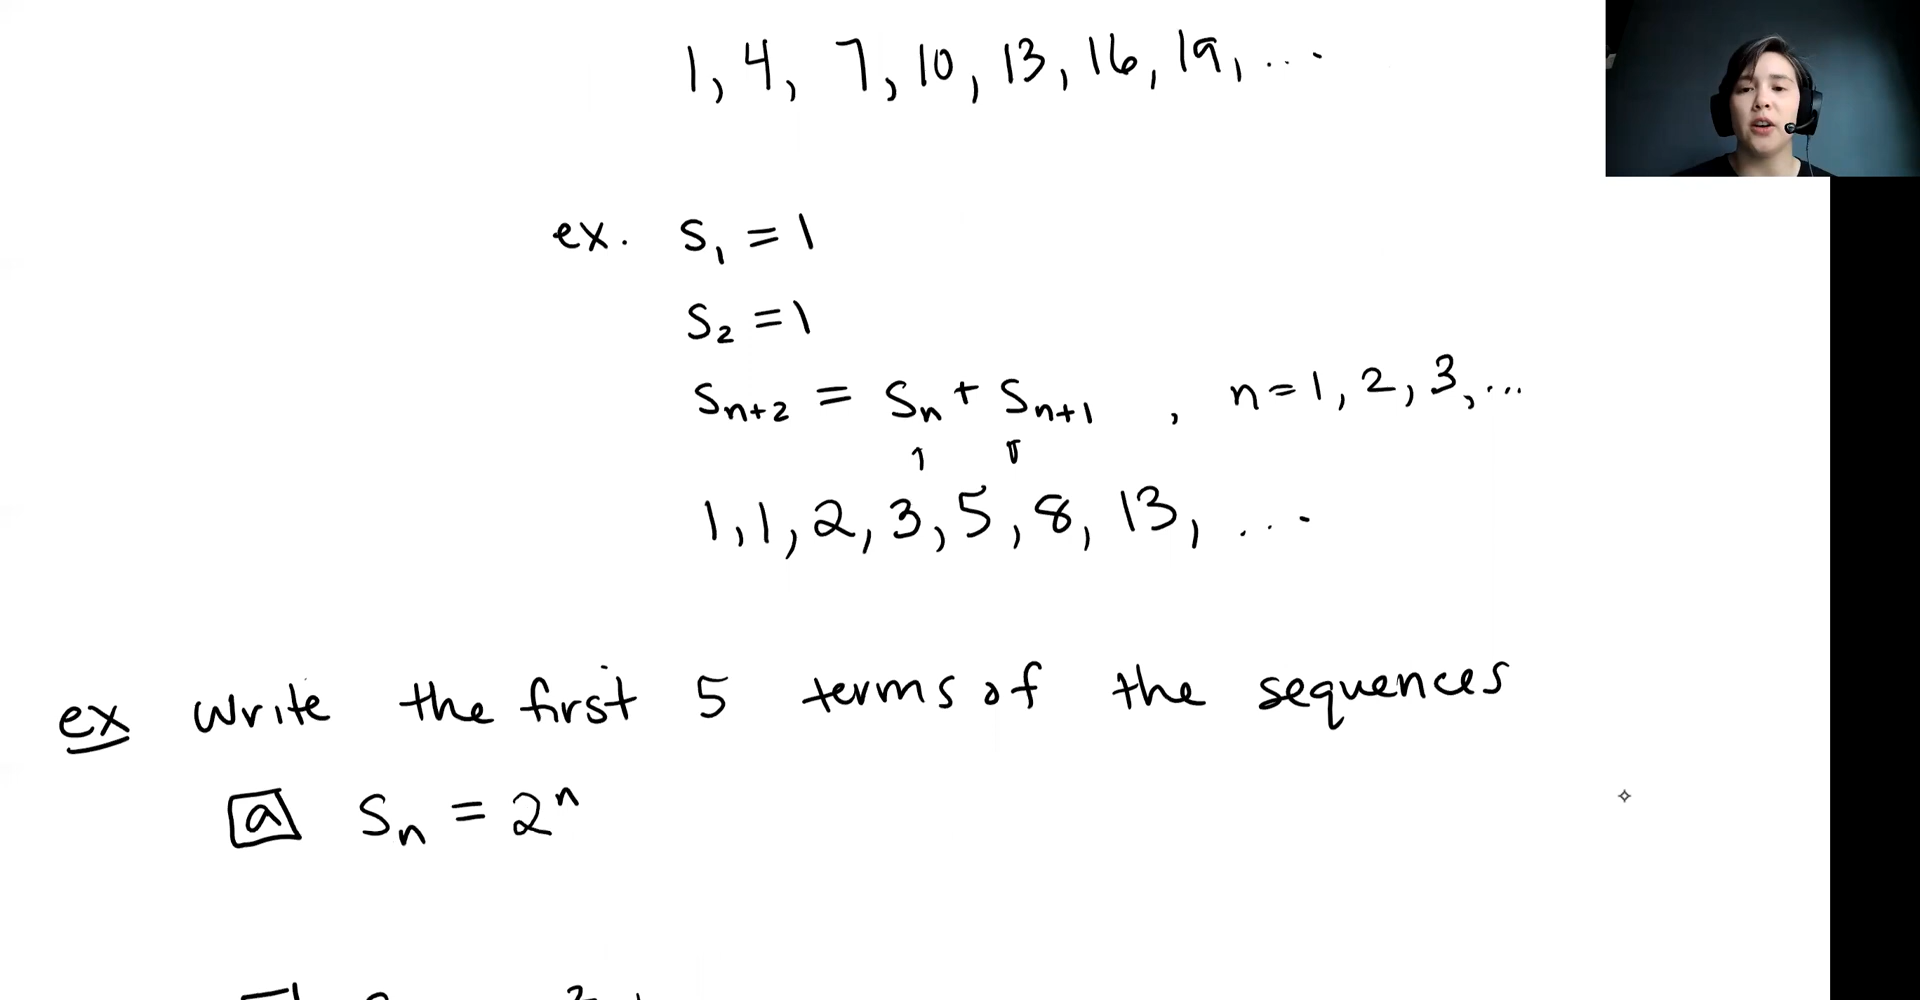 1, 4, 7, 10, 13, 16, 19, ...
ex. S₁ = 1
S₂ = 1
Sₙ₊₂ = Sₙ + Sₙ₊₁ , n = 1, 2, 3, ...
1, 1, 2, 3, 5, 8, 13, ...
ex write the first 5 terms of the sequences
a Sₙ = 2ⁿ